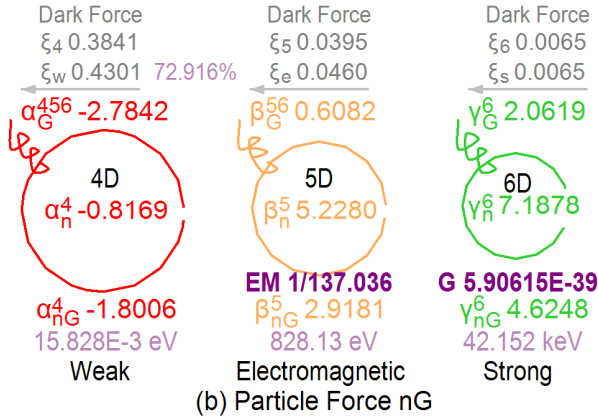 Dark Force Dark Force Dark Force
ξ4 0.3841 ξ5 0.0395 ξ6 0.0065
ξw 0.4301 72.916% ξe 0.0460 ξs 0.0065
α456G -2.7842 β56G 0.6082 γ6G 2.0619
4D 5D 6D
α4n -0.8169 β5n 5.2280 γ6n 7.1878
EM 1/137.036 G 5.90615E-39
α4nG -1.8006 β5nG 2.9181 γ6nG 4.6248
15.828E-3 eV 828.13 eV 42.152 keV
Weak Electromagnetic Strong
(b) Particle Force nG